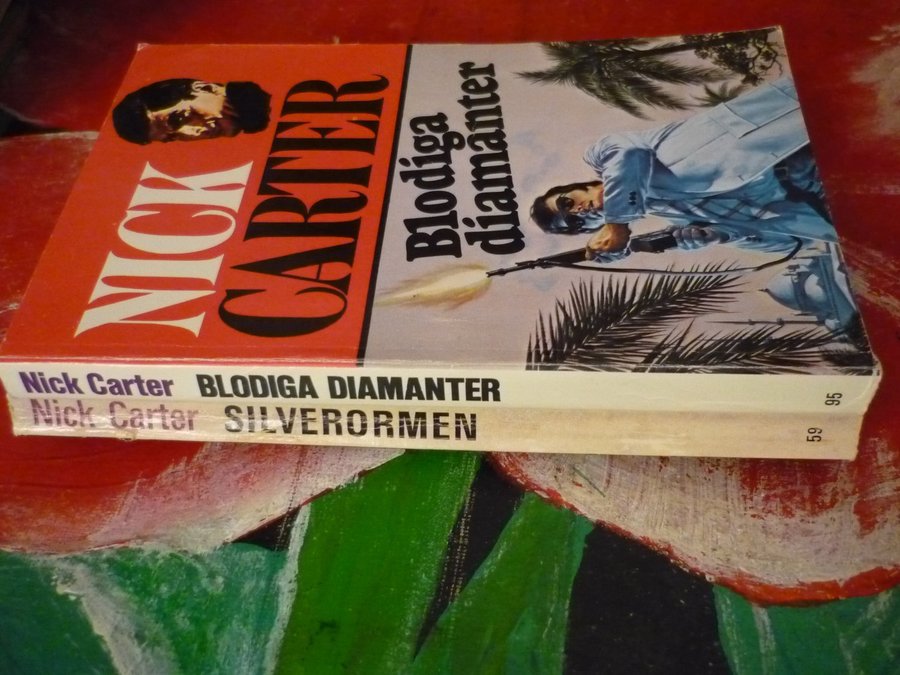 NICK
CARTER
Blodiga
diamanter
Nick Carter BLODIGA DIAMANTER 95
Nick Carter SILVERORMEN 59